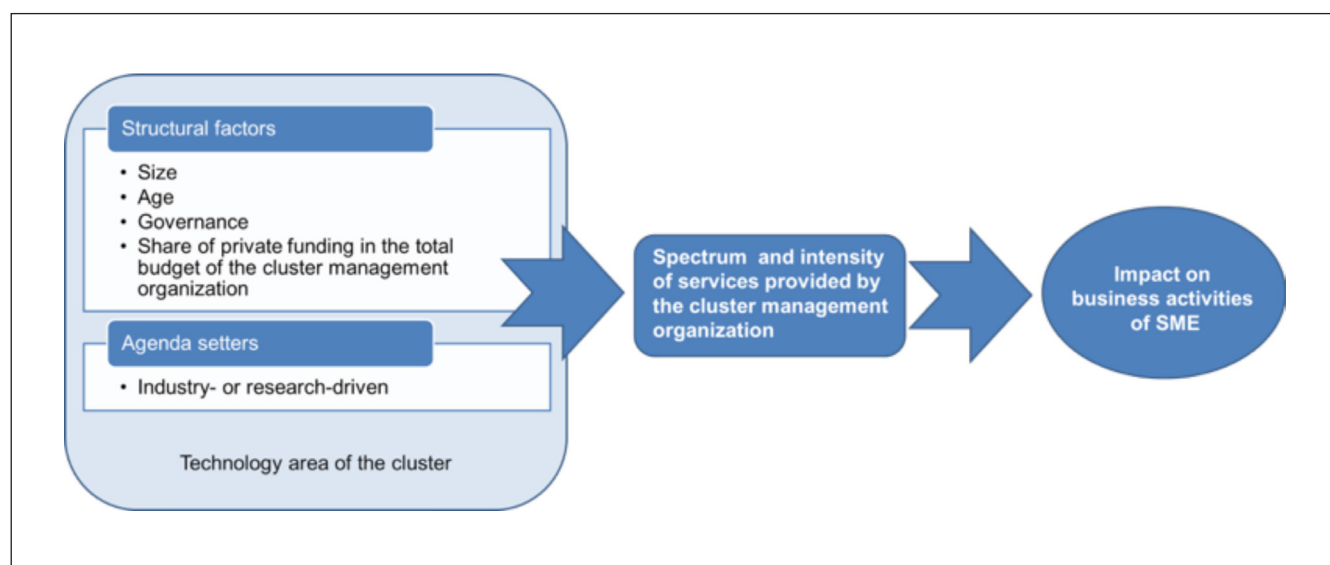 Structural factors
• Size
• Age
• Governance
• Share of private funding in the total
budget of the cluster management
organization
Agenda setters
• Industry- or research-driven
Technology area of the cluster
Spectrum and intensity
of services provided by
the cluster management
organization
Impact on
business activities
of SME